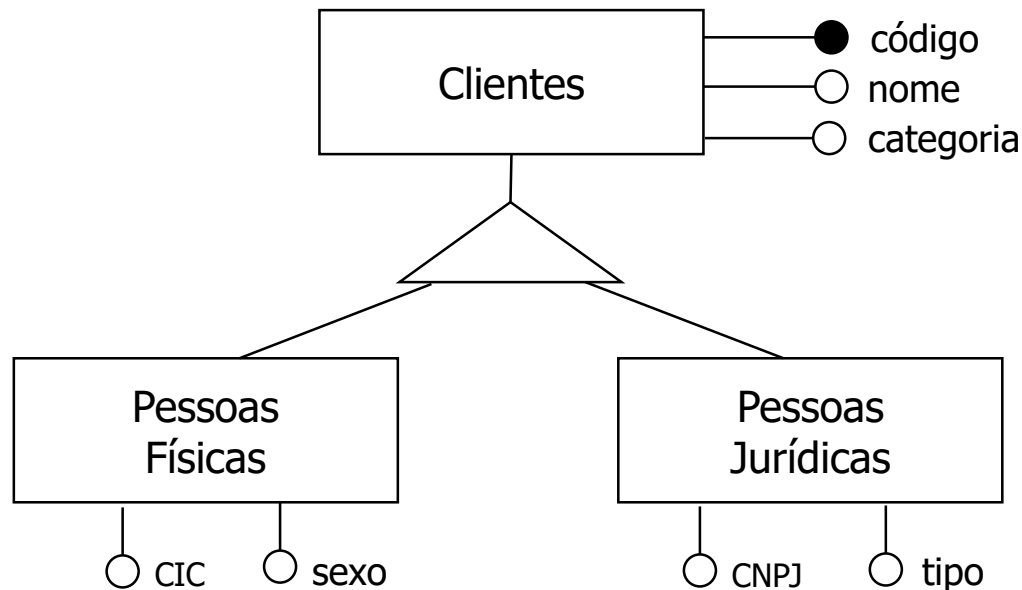 Clientes
código
nome
categoria
Pessoas
Físicas
Pessoas
Jurídicas
CIC
sexo
CNPJ
tipo